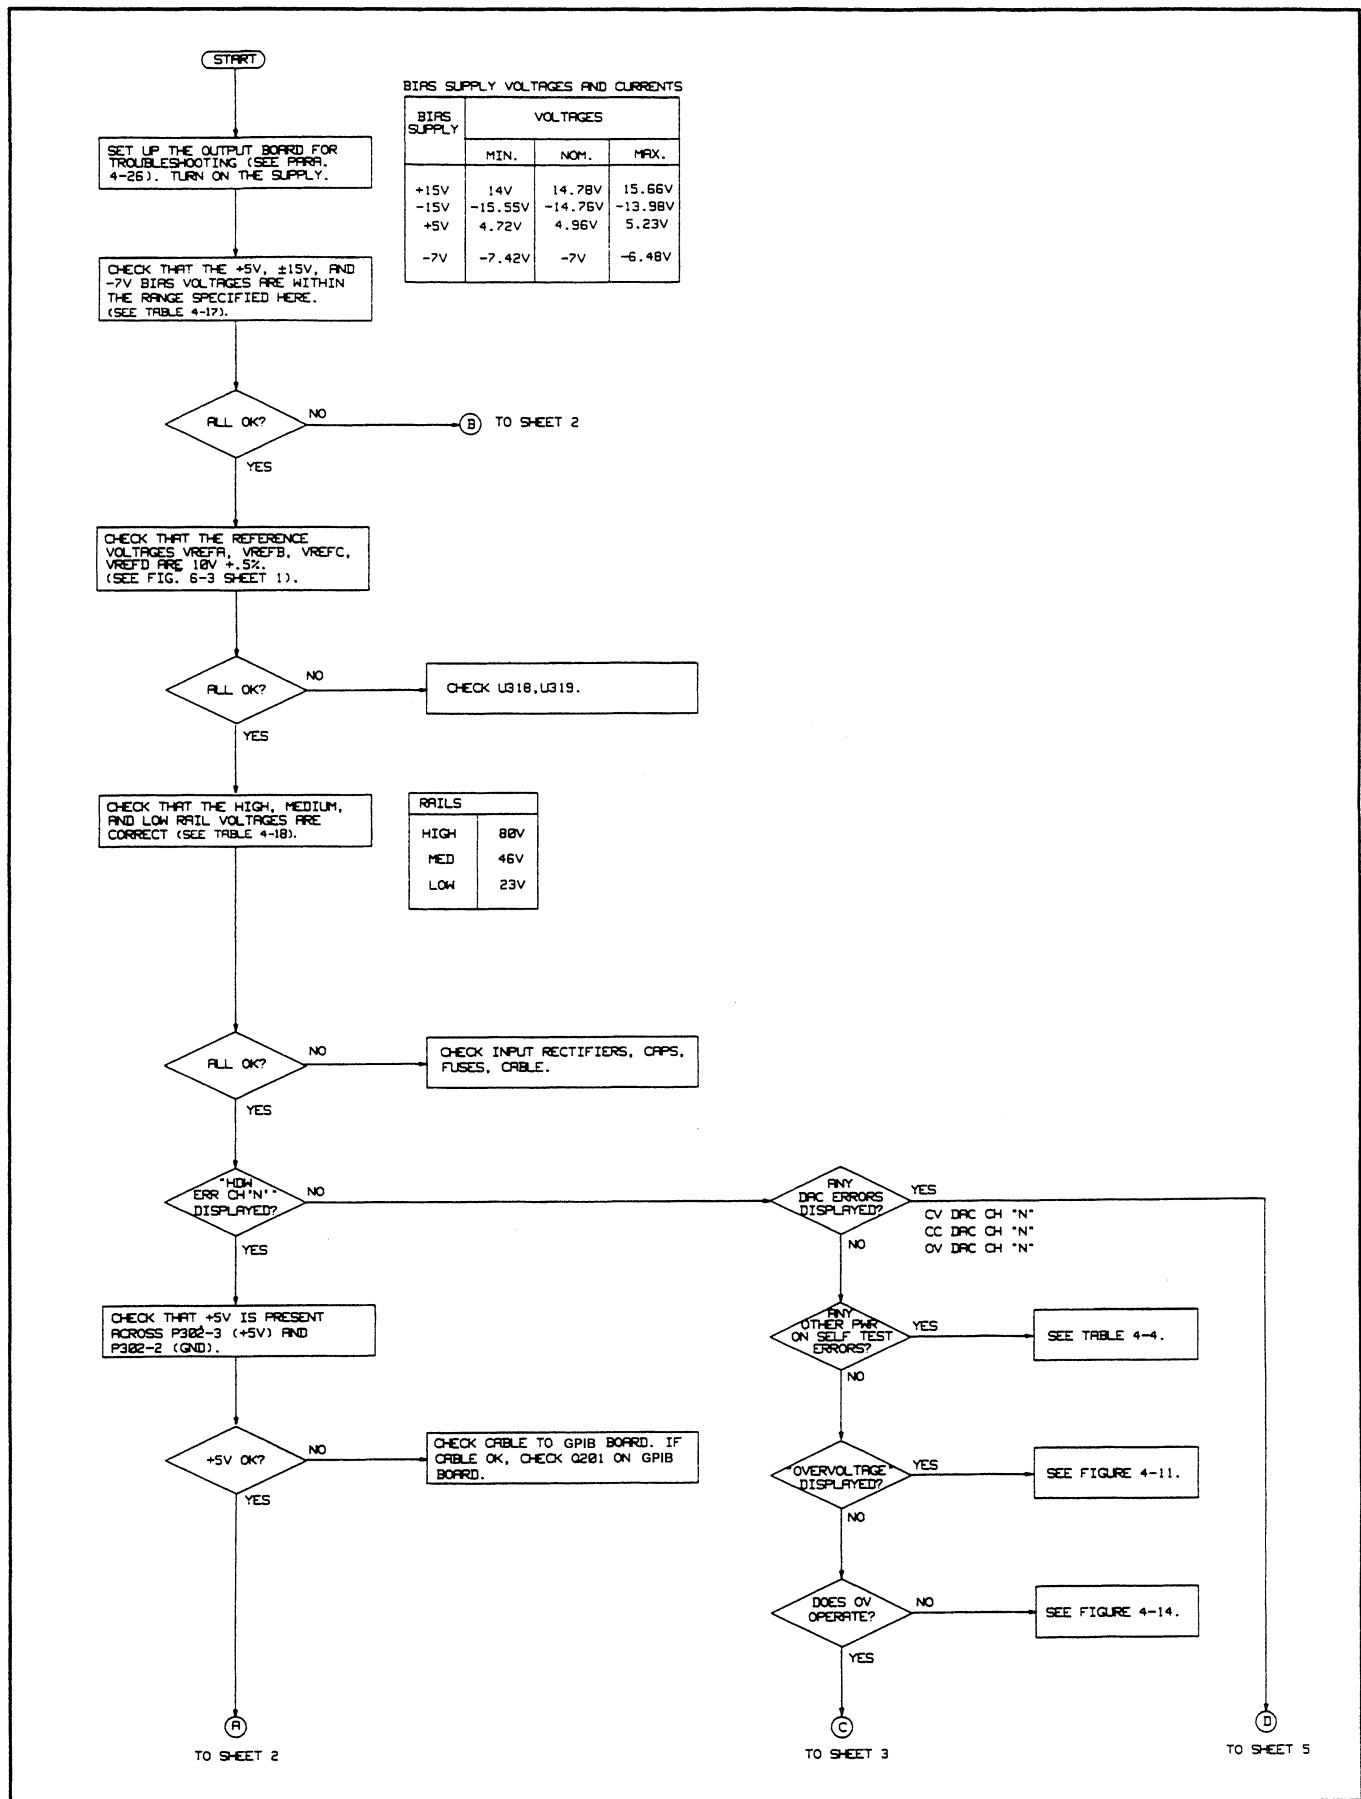 START
SET UP THE OUTPUT BOARD FOR
TROUBLESHOOTING (SEE PARA.
4-26). TURN ON THE SUPPLY.
BIAS SUPPLY VOLTAGES AND CURRENTS
BIAS
SUPPLY
VOLTAGES
MIN. NOM. MAX.
+15V 14V 14.78V 15.66V
-15V -15.55V -14.76V -13.98V
+5V 4.72V 4.96V 5.23V
-7V -7.42V -7V -6.48V
CHECK THAT THE +5V, ±15V, AND
-7V BIAS VOLTAGES ARE WITHIN
THE RANGE SPECIFIED HERE.
(SEE TABLE 4-17).
ALL OK?
NO
B TO SHEET 2
YES
CHECK THAT THE REFERENCE
VOLTAGES VREFA, VREFB, VREFC,
VREFD ARE 10V +.5%.
(SEE FIG. 6-3 SHEET 1).
ALL OK?
NO
CHECK U318,U319.
YES
CHECK THAT THE HIGH, MEDIUM,
AND LOW RAIL VOLTAGES ARE
CORRECT (SEE TABLE 4-18).
RAILS
HIGH 80V
MED 46V
LOW 23V
ALL OK?
NO
CHECK INPUT RECTIFIERS, CAPS,
FUSES, CABLE.
YES
"HDW
ERR CH'N'"
DISPLAYED?
NO
YES
ANY
DAC ERRORS
DISPLAYED?
YES
CV DAC CH "N"
CC DAC CH "N"
OV DAC CH "N"
NO
CHECK THAT +5V IS PRESENT
ACROSS P302-3 (+5V) AND
P302-2 (GND).
ANY
OTHER PWR
ON SELF TEST
ERRORS?
YES
SEE TABLE 4-4.
NO
+5V OK?
NO
CHECK CABLE TO GPIB BOARD. IF
CABLE OK, CHECK Q201 ON GPIB
BOARD.
YES
"OVERVOLTAGE"
DISPLAYED?
YES
SEE FIGURE 4-11.
NO
DOES OV
OPERATE?
NO
SEE FIGURE 4-14.
YES
A
TO SHEET 2
C
TO SHEET 3
D
TO SHEET 5